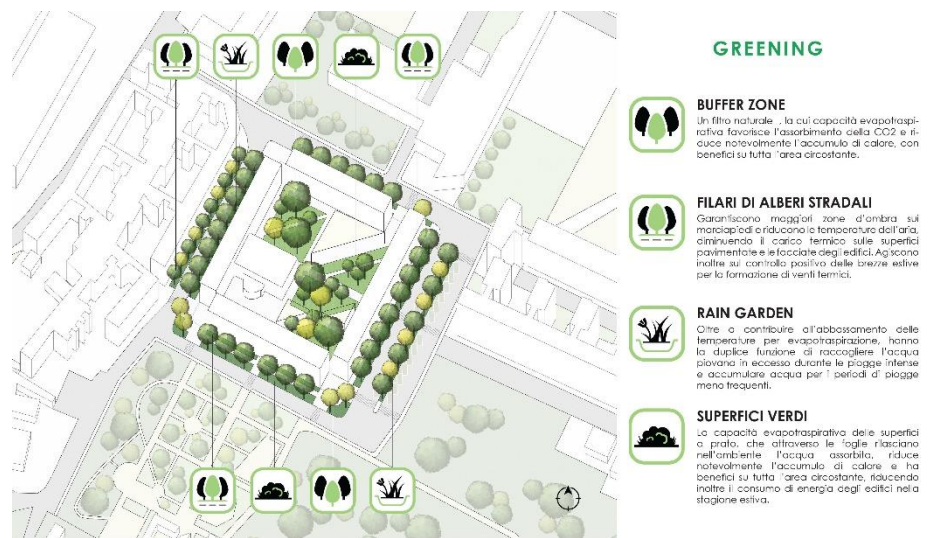 GREENING
BUFFER ZONE
Un filtro naturale , la cui capacità evapotraspi-
rativa favorisce l'assorbimento della CO2 e ri-
duce notevolmente l'accumulo di calore, con
benefici su tutta l'area circostante.
FILARI DI ALBERI STRADALI
Garantiscono maggiori zone d'ombra sui
marciapiedi e riducono le temperature dell'aria,
diminuendo il carico termico sulle superfici
pavimentate e le facciate degli edifici. Agiscono
inoltre sul controllo positivo delle brezze estive
per la formazione di venti termici.
RAIN GARDEN
Oltre a contribuire all'abbassamento delle
temperature per evapotraspirazione, hanno
la duplice funzione di raccogliere l'acqua
piovana in eccesso durante le piogge intense
e accumulare acqua per i periodi di piogge
meno frequenti.
SUPERFICI VERDI
La capacità evapotraspirativa delle superfici
a prato, che attraverso le foglie rilasciano
nell'ambiente l'acqua assorbita, riduce
notevolmente l'accumulo di calore e ha
benefici su tutta l'area circostante, riducendo
inoltre il consumo di energia degli edifici nella
stagione estiva.